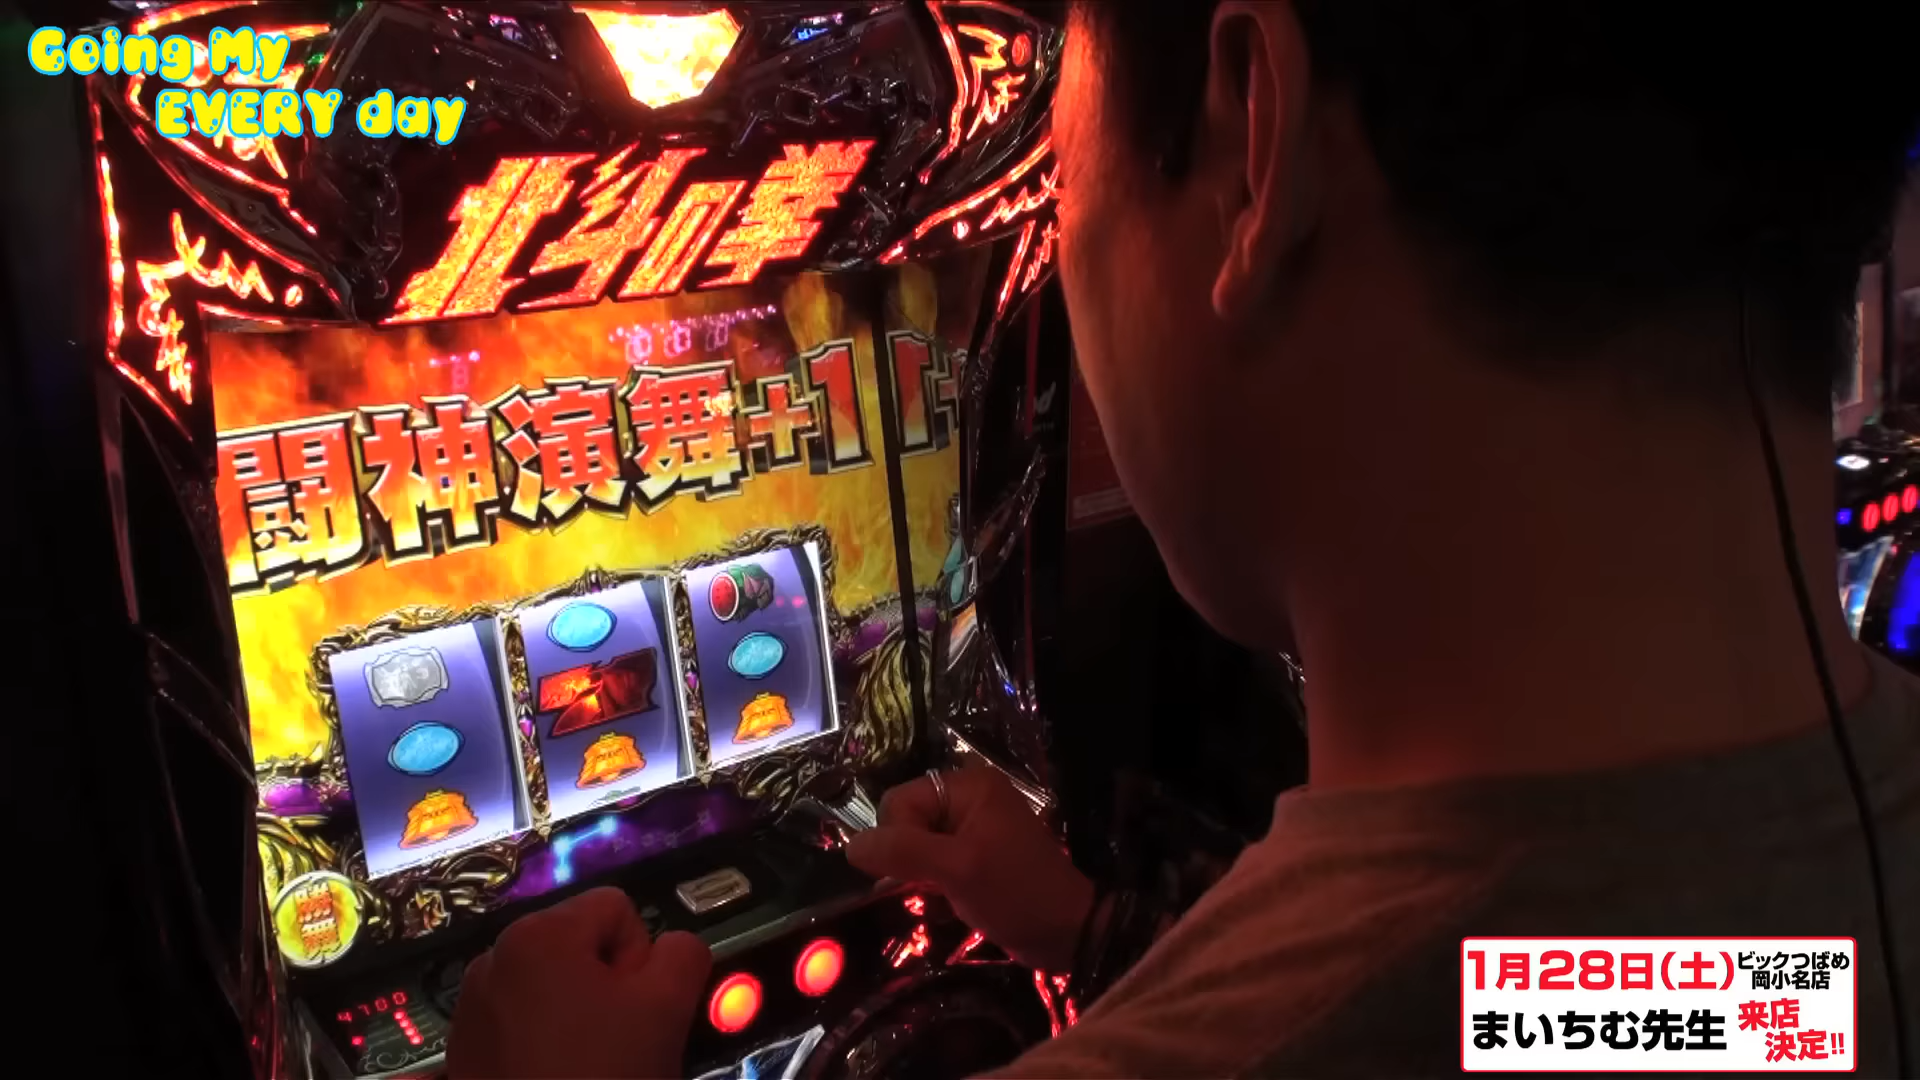 Going My
EVERY day
北斗の拳
闘神演舞+1
1月28日(土)
ビックつばめ
岡小名店
まいちむ先生
来店
決定!!
4700
000